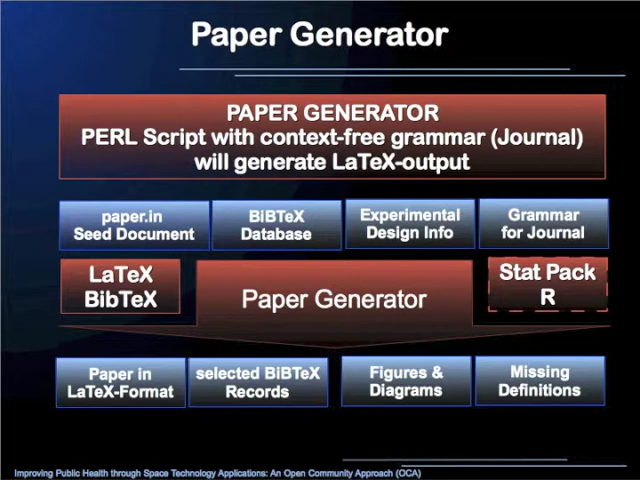 Paper Generator
PAPER GENERATOR
PERL Script with context-free grammar (Journal)
will generate LaTeX-output
paper.in
Seed Document
BiBTeX
Database
Experimental
Design Info
Grammar
for Journal
LaTeX
BibTeX
Paper Generator
Stat Pack
R
Paper in
LaTeX-Format
selected BiBTeX
Records
Figures &
Diagrams
Missing
Definitions
Improving Public Health through Space Technology Applications: An Open Community Approach (OCA)